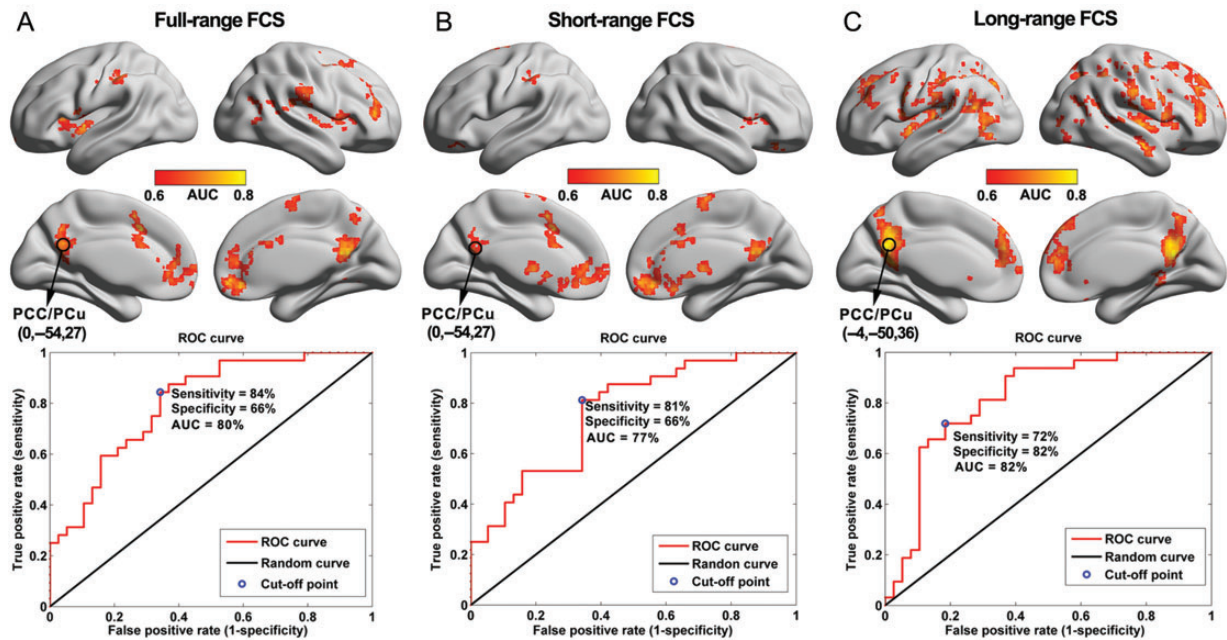 A
Full-range FCS
B
Short-range FCS
C
Long-range FCS
0.6 AUC 0.8
0.6 AUC 0.8
0.6 AUC 0.8
PCC/PCu
(0,–54,27)
PCC/PCu
(0,–54,27)
PCC/PCu
(–4,–50,36)
ROC curve
ROC curve
ROC curve
True positive rate (sensitivity)
1
0.8
0.6
0.4
0.2
0
Sensitivity = 84%
Specificity = 66%
AUC = 80%
ROC curve
Random curve
Cut-off point
0.2 0.4 0.6 0.8 1
False positive rate (1-specificity)
True positive rate (sensitivity)
1
0.8
0.6
0.4
0.2
0
Sensitivity = 81%
Specificity = 66%
AUC = 77%
ROC curve
Randon curve
Cut-off point
0.2 0.4 0.6 0.8 1
False positive rate (1-specificity)
True positive rate (sensitivity)
1
0.8
0.6
0.4
0.2
0
Sensitivity = 72%
Specificity = 82%
AUC = 82%
ROC curve
Random curve
Cut-off point
0.2 0.4 0.6 0.8 1
False positive rate (1-specificity)